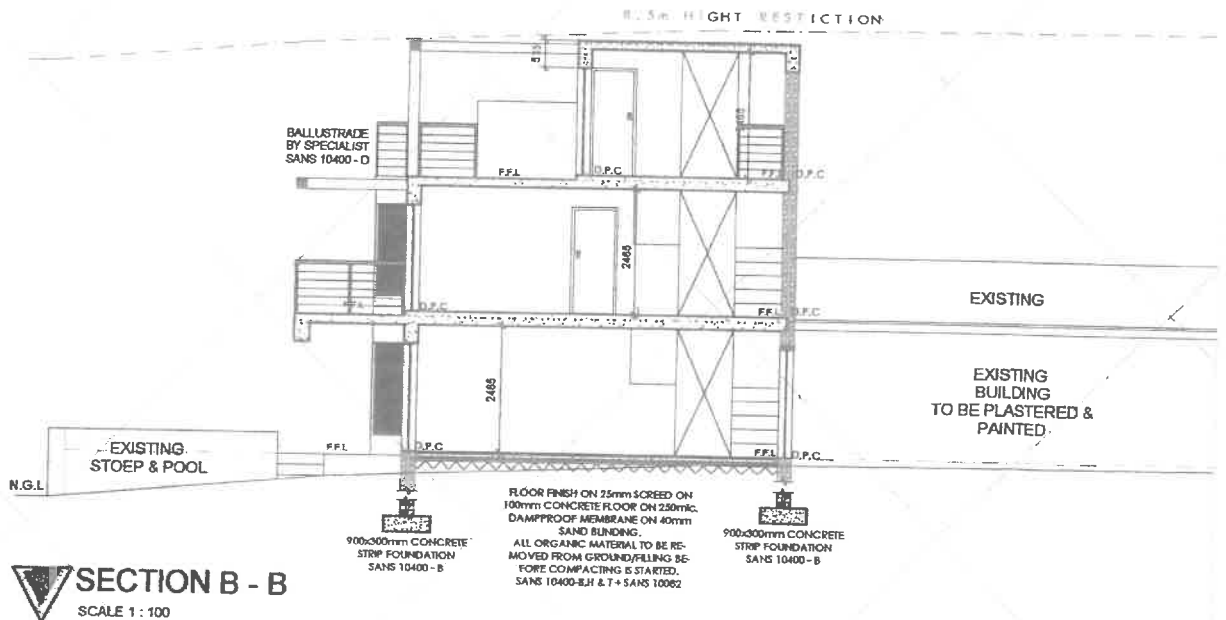 HIGHT
BALLUSTRADE
BY SPECIALIST
SANS 10400 - D
F.F.L
D.P.C
F.F.L
D.P.C
2465
D.P.C
F.F.L
D.P.C
EXISTING
2465
EXISTING
BUILDING
TO BE PLASTERED &
PAINTED
EXISTING
STOEP & POOL
F.F.L
D.P.C
F.F.L
D.P.C
N.G.L
FLOOR FINISH ON 25mm SCREED ON
100mm CONCRETE FLOOR ON 250mic.
DAMPPROOF MEMBRANE ON 40mm
SAND BLINDING.
ALL ORGANIC MATERIAL TO BE RE-
MOVED FROM GROUND/FILLING BE-
FORE COMPACTING IS STARTED.
SANS 10400-B,H & T + SANS 10082
900x300mm CONCRETE
STRIP FOUNDATION
SANS 10400 - B
900x300mm CONCRETE
STRIP FOUNDATION
SANS 10400 - B
SECTION B - B
SCALE 1 : 100